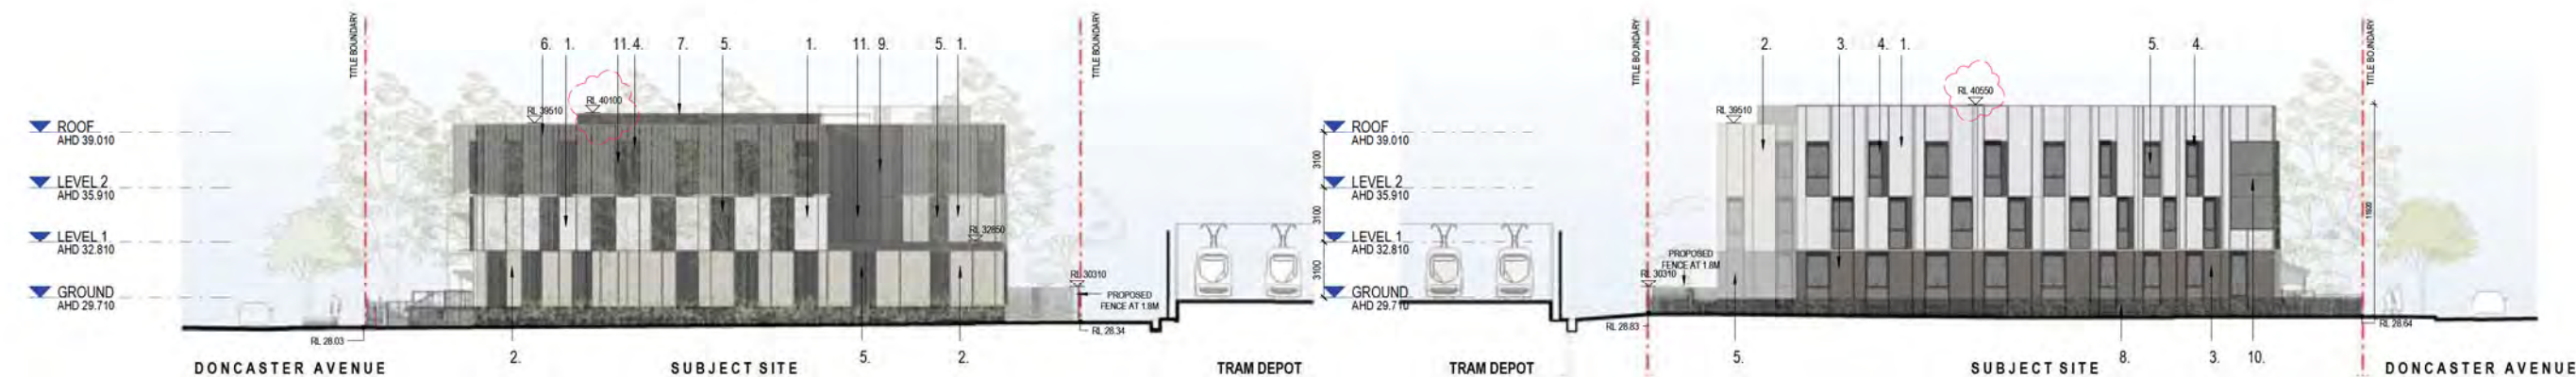 TITLE BOUNDARY
TITLE BOUNDARY
6. 1. 11. 4. 7. 5. 1. 11. 9. 5. 1.
RL 39510
RL 40100
ROOF
AHD 39.010
LEVEL 2
AHD 35.910
LEVEL 1
AHD 32.810
GROUND
AHD 29.710
RL 32850
RL 30310
PROPOSED
FENCE AT 1.8M
RL 28.03
RL 28.34
2. 5. 2.
DONCASTER AVENUE
SUBJECT SITE
TRAM DEPOT
TITLE BOUNDARY
TITLE BOUNDARY
2. 3. 4. 1. 5. 4.
RL 39510
RL 40550
ROOF
AHD 39.010
3100
LEVEL 2
AHD 35.910
3100
LEVEL 1
AHD 32.810
3100
GROUND
AHD 29.710
PROPOSED
FENCE AT 1.8M
RL 30310
RL 28.83
RL 28.64
5. 8. 3. 10.
TRAM DEPOT
SUBJECT SITE
DONCASTER AVENUE